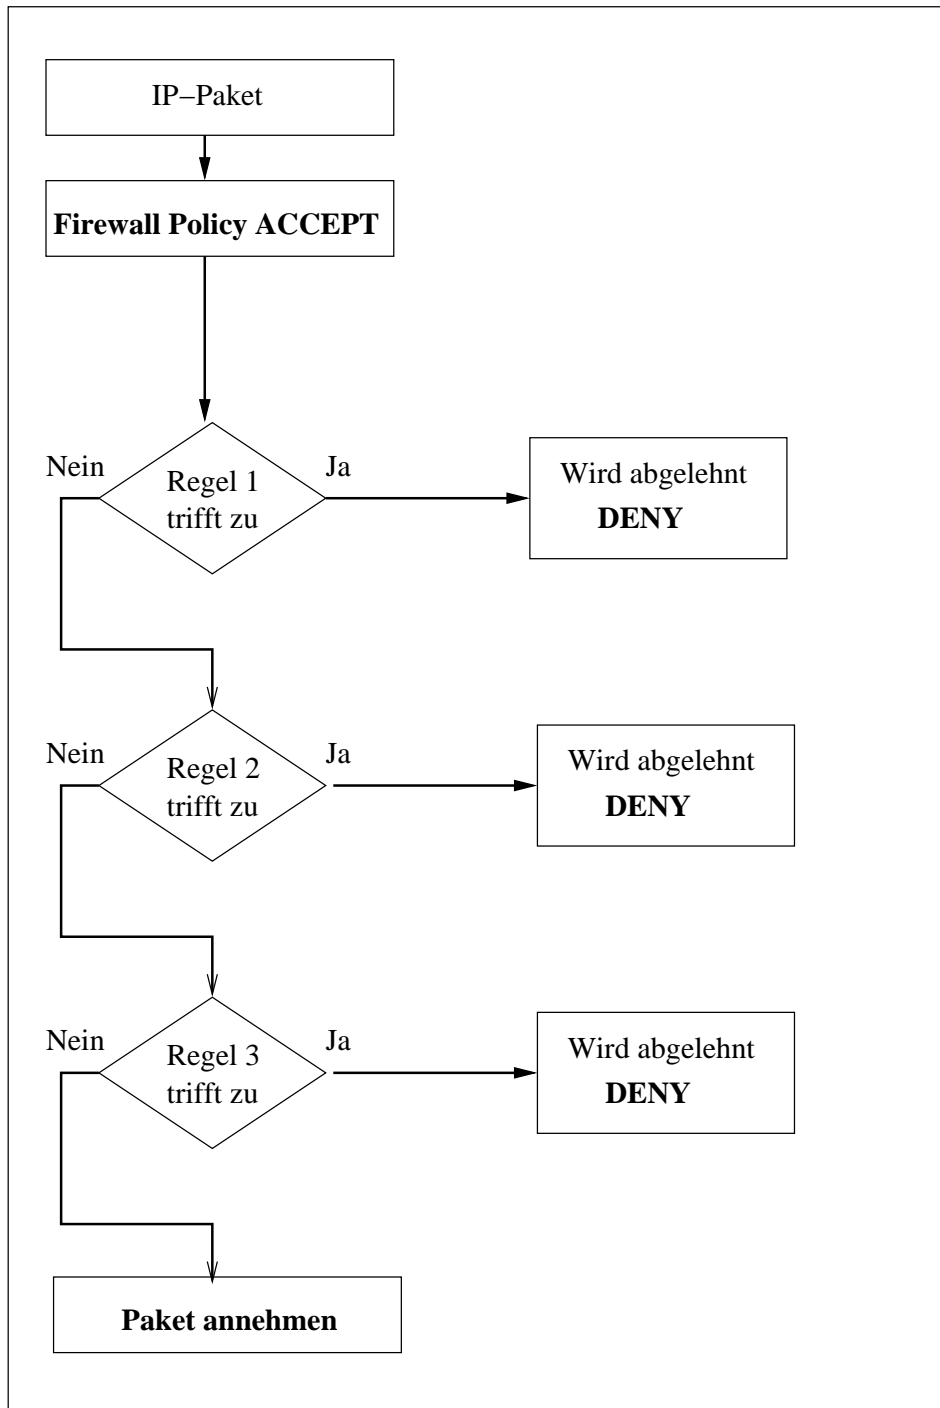 IP–Paket
Firewall Policy ACCEPT
Nein
Regel 1
trifft zu
Ja
Wird abgelehnt
DENY
Nein
Regel 2
trifft zu
Ja
Wird abgelehnt
DENY
Nein
Regel 3
trifft zu
Ja
Wird abgelehnt
DENY
Paket annehmen